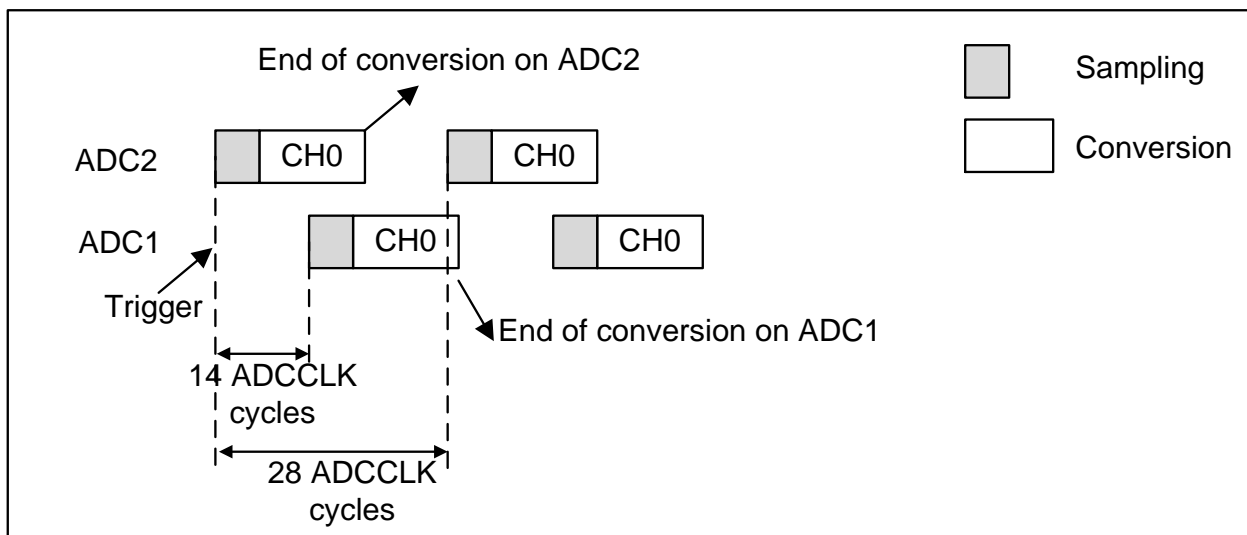 End of conversion on ADC2
Sampling
Conversion
ADC2
CH0
CH0
ADC1
CH0
CH0
Trigger
End of conversion on ADC1
14 ADCCLK
cycles
28 ADCCLK
cycles